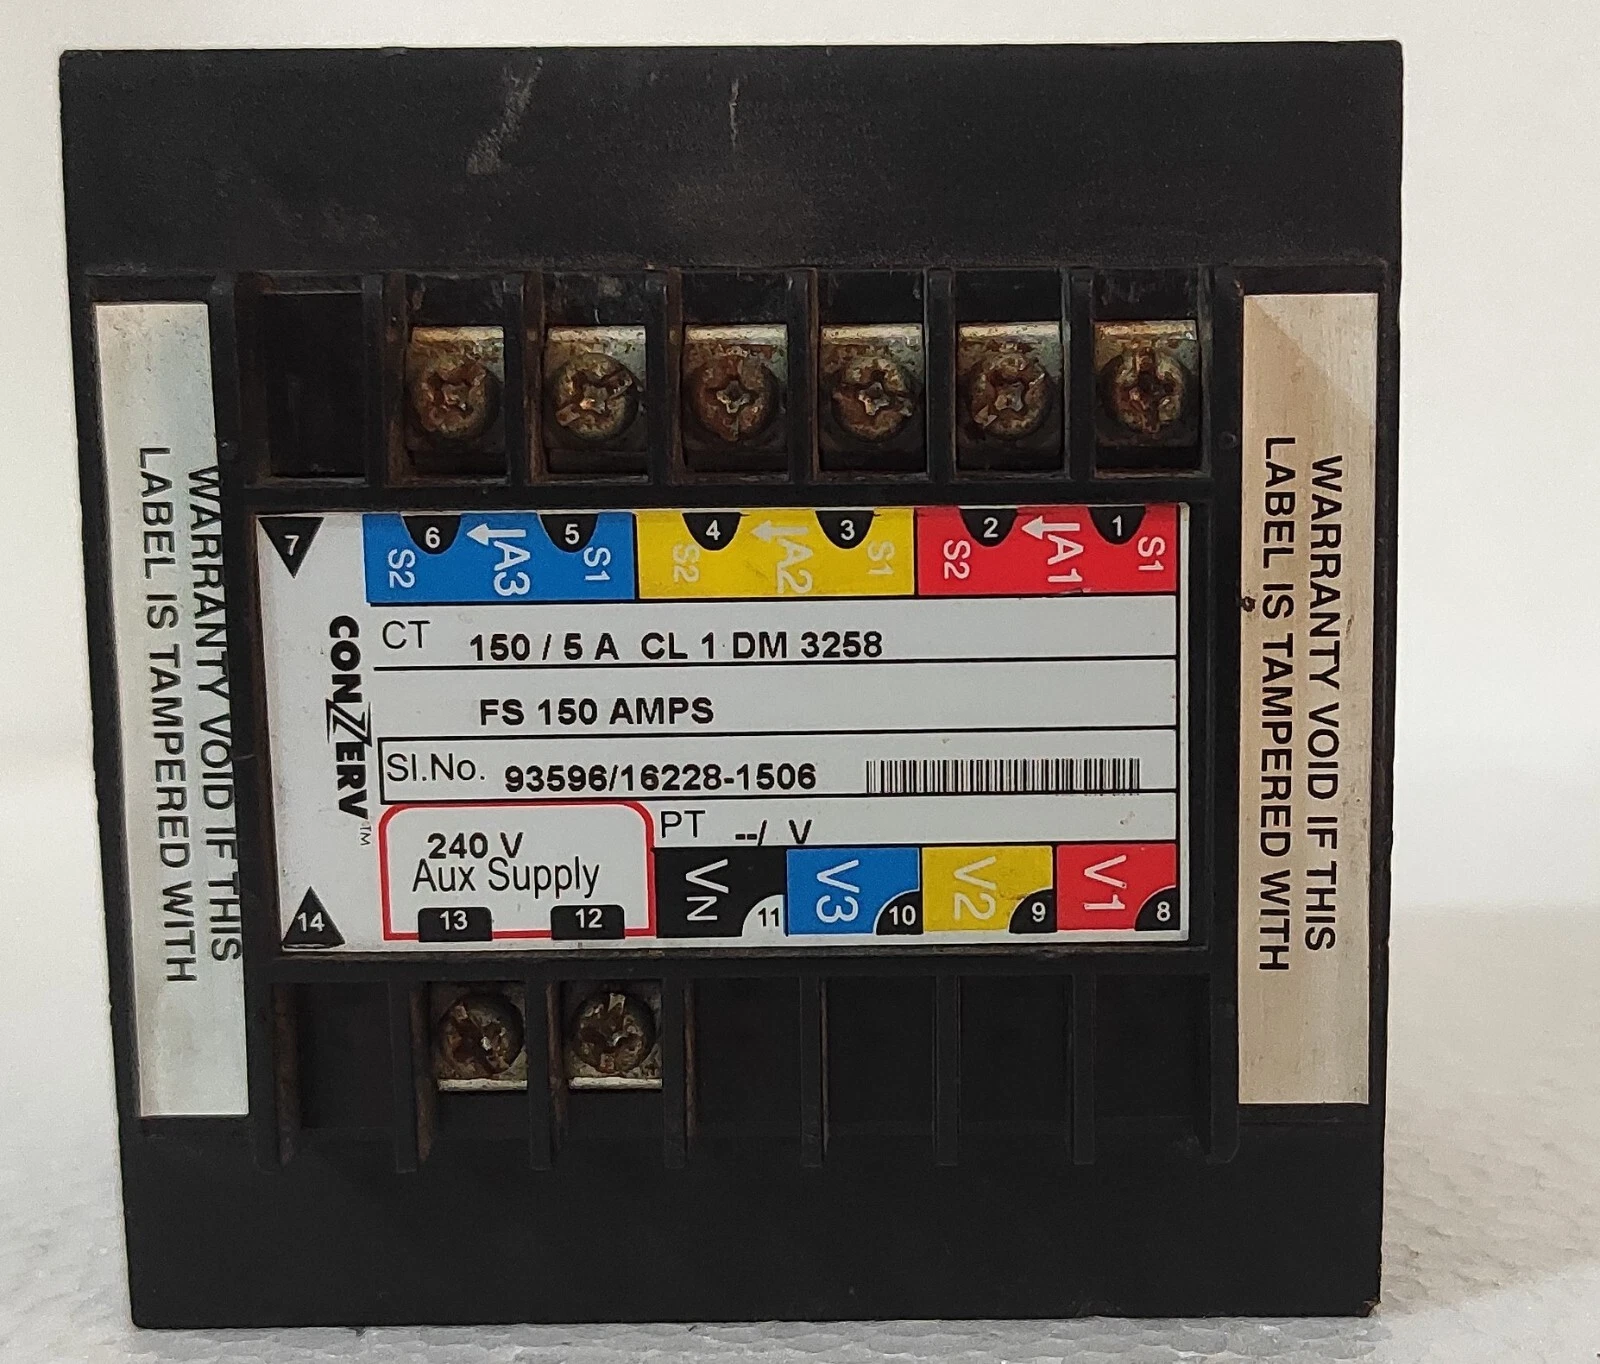 WARRANTY VOID IF THIS
LABEL IS TAMPERED WITH
7 6 5 4 3 2 1
S2 A3 S1 S2 A2 S1 S2 A1 S1
CONZERV™
CT 150 / 5 A CL 1 DM 3258
FS 150 AMPS
Sl.No. 93596/16228-1506
PT --/ V
240 V
Aux Supply
VN V3 V2 V1
14 13 12 11 10 9 8
WARRANTY VOID IF THIS
LABEL IS TAMPERED WITH